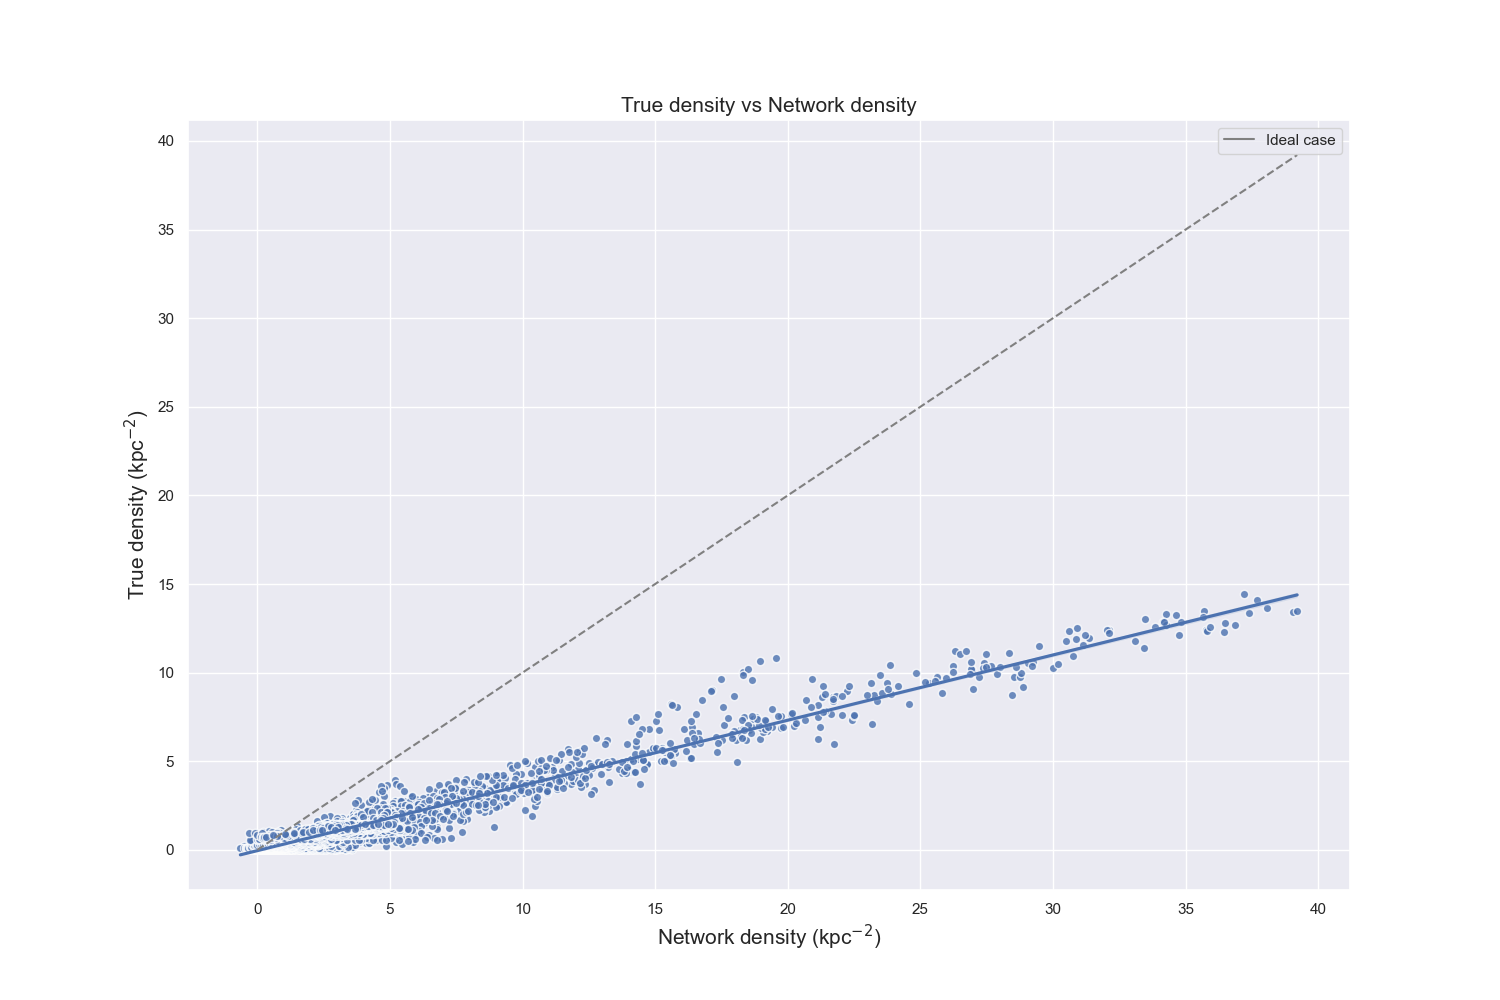 True density vs Network density
Ideal case
40
35
30
25
20
15
10
5
0
True density (kpc⁻²)
0 5 10 15 20 25 30 35 40
Network density (kpc⁻²)